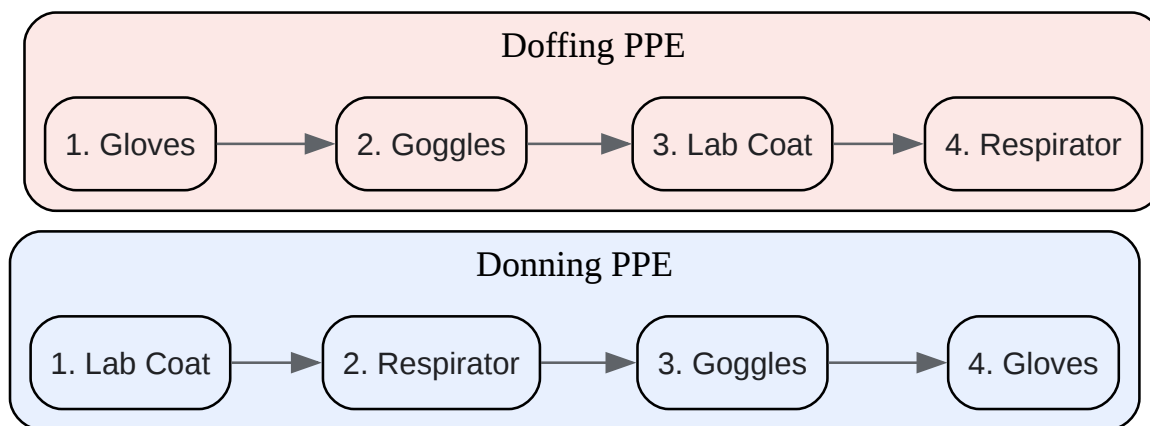 Doffing PPE
1. Gloves
2. Goggles
3. Lab Coat
4. Respirator
Donning PPE
1. Lab Coat
2. Respirator
3. Goggles
4. Gloves